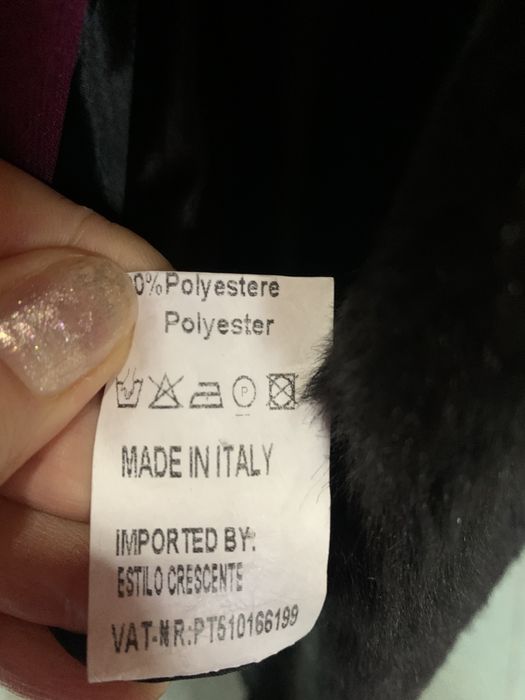 0% Polyestere
Polyester
P
MADE IN ITALY
IMPORTED BY:
ESTILO CRESCENTE
VAT-NR:PT510166199